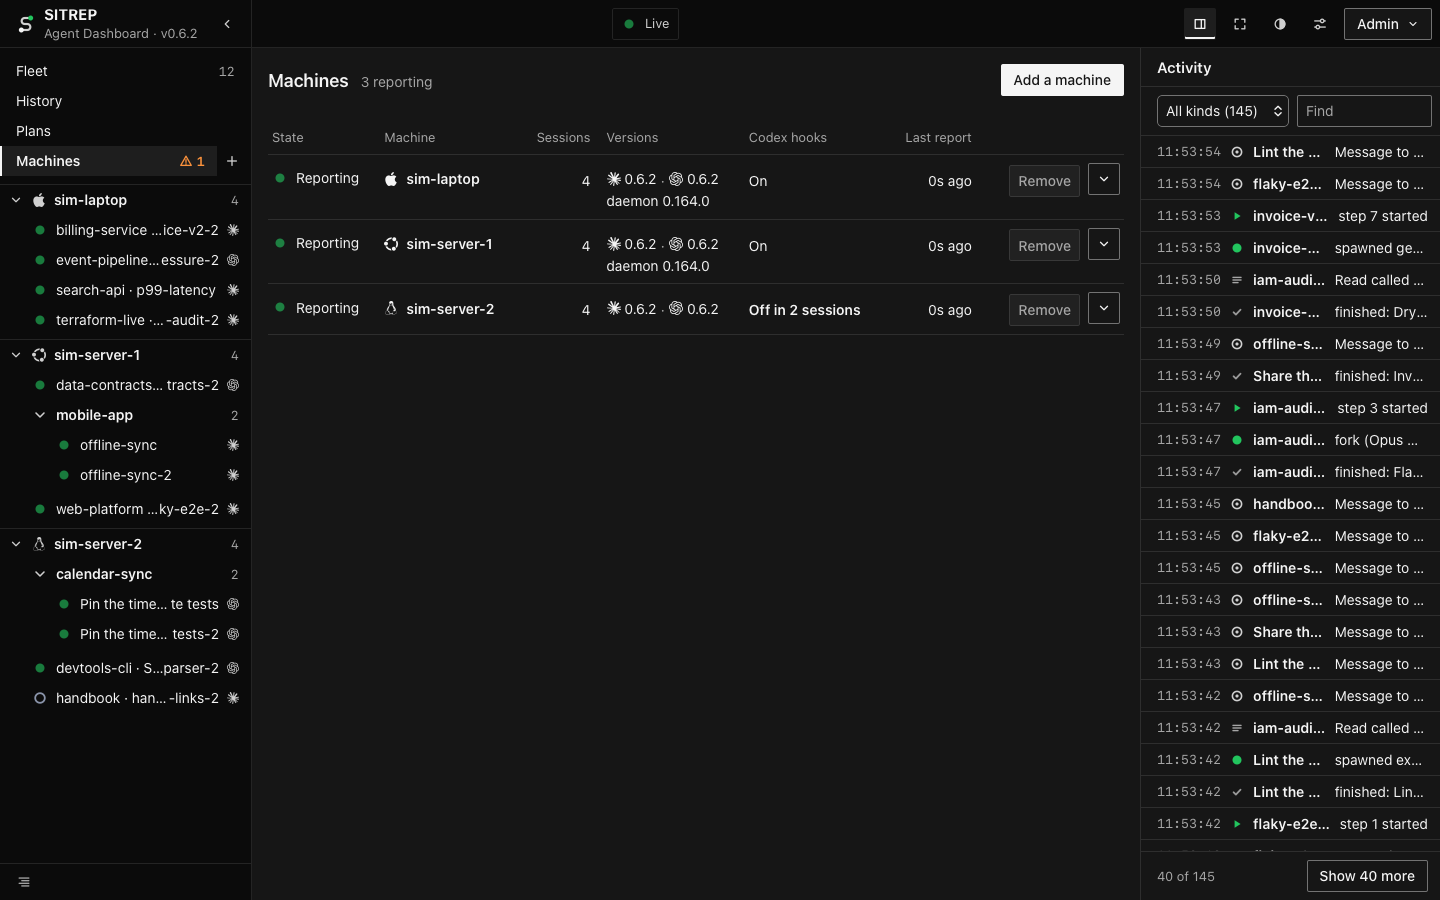 SITREP
Agent Dashboard · v0.6.2
Live
Admin
Fleet 12
History
Plans
Machines 1
sim-laptop 4
billing-service …ice-v2-2
event-pipeline…essure-2
search-api · p99-latency
terraform-live ·…-audit-2
sim-server-1 4
data-contracts…tracts-2
mobile-app 2
offline-sync
offline-sync-2
web-platform …ky-e2e-2
sim-server-2 4
calendar-sync 2
Pin the time…te tests
Pin the time… tests-2
devtools-cli · S…parser-2
handbook · han…-links-2
Machines 3 reporting
Add a machine
State Machine Sessions Versions Codex hooks Last report
Reporting sim-laptop 4 0.6.2 · 0.6.2 On 0s ago Remove
daemon 0.164.0
Reporting sim-server-1 4 0.6.2 · 0.6.2 On 0s ago Remove
daemon 0.164.0
Reporting sim-server-2 4 0.6.2 · 0.6.2 Off in 2 sessions 0s ago Remove
Activity
All kinds (145) Find
11:53:54 Lint the … Message to …
11:53:54 flaky-e2… Message to …
11:53:53 invoice-v… step 7 started
11:53:53 invoice-… spawned ge…
11:53:50 iam-audi… Read called …
11:53:50 invoice-… finished: Dry…
11:53:49 offline-s… Message to …
11:53:49 Share th… finished: Inv…
11:53:47 iam-audi… step 3 started
11:53:47 iam-audi… fork (Opus …
11:53:47 iam-audi… finished: Fla…
11:53:45 handboo… Message to …
11:53:45 flaky-e2… Message to …
11:53:45 offline-s… Message to …
11:53:43 offline-s… Message to …
11:53:43 Share th… Message to …
11:53:43 Lint the … Message to …
11:53:42 offline-s… Message to …
11:53:42 iam-audi… Read called …
11:53:42 Lint the … spawned ex…
11:53:42 Lint the … finished: Lin…
11:53:42 flaky-e2e… step 1 started
40 of 145 Show 40 more